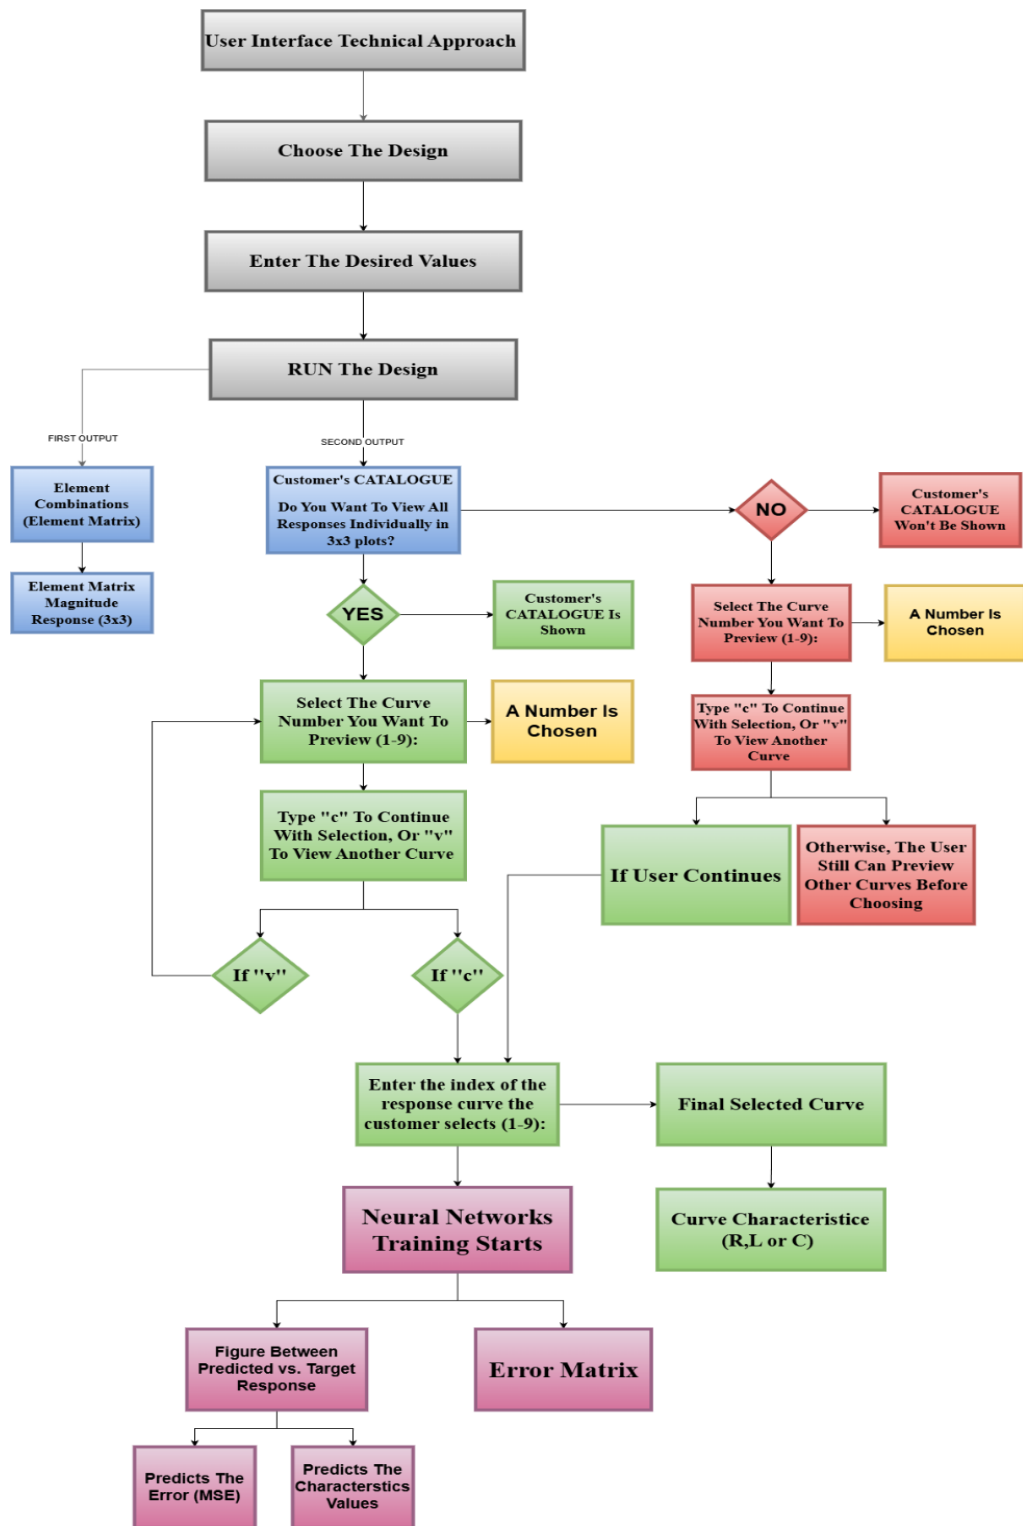 User Interface Technical Approach
Choose The Design
Enter The Desired Values
RUN The Design
FIRST OUTPUT
SECOND OUTPUT
Element
Combinations
(Element Matrix)
Element Matrix
Magnitude
Response (3x3)
Customer's CATALOGUE
Do You Want To View All
Responses Individually in
3x3 plots?
NO
Customer's
CATALOGUE
Won't Be Shown
YES
Customer's
CATALOGUE Is
Shown
Select The Curve
Number You Want To
Preview (1-9):
A Number Is
Chosen
Select The Curve
Number You Want To
Preview (1-9):
A Number Is
Chosen
Type "c" To Continue
With Selection, Or "v"
To View Another
Curve
Type "c" To Continue
With Selection, Or "v"
To View Another Curve
If User Continues
Otherwise, The User
Still Can Preview
Other Curves Before
Choosing
If "v"
If "c"
Enter the index of the
response curve the
customer selects (1-9):
Final Selected Curve
Curve Characteristice
(R,L or C)
Neural Networks
Training Starts
Figure Between
Predicted vs. Target
Response
Error Matrix
Predicts The
Error (MSE)
Predicts The
Characterstics
Values